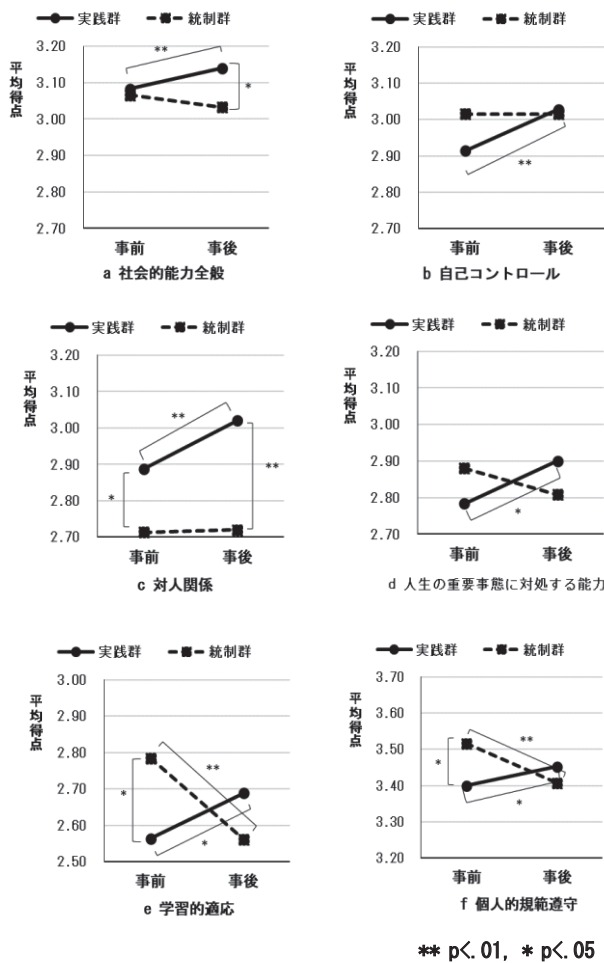 実践群 統制群
平均得点
3.20
3.10
3.00
2.90
2.80
2.70
**
*
事前 事後
a 社会的能力全般
実践群 統制群
平均得点
3.20
3.10
3.00
2.90
2.80
2.70
**
事前 事後
b 自己コントロール
実践群 統制群
平均得点
3.20
3.10
3.00
2.90
2.80
2.70
**
*
**
事前 事後
c 対人関係
実践群 統制群
平均得点
3.20
3.10
3.00
2.90
2.80
2.70
*
事前 事後
d 人生の重要事態に対処する能力
実践群 統制群
平均得点
3.00
2.90
2.80
2.70
2.60
2.50
**
*
*
事前 事後
e 学習的適応
実践群 統制群
平均得点
3.70
3.60
3.50
3.40
3.30
3.20
**
*
*
事前 事後
f 個人的規範遵守
** p<.01, * p<.05